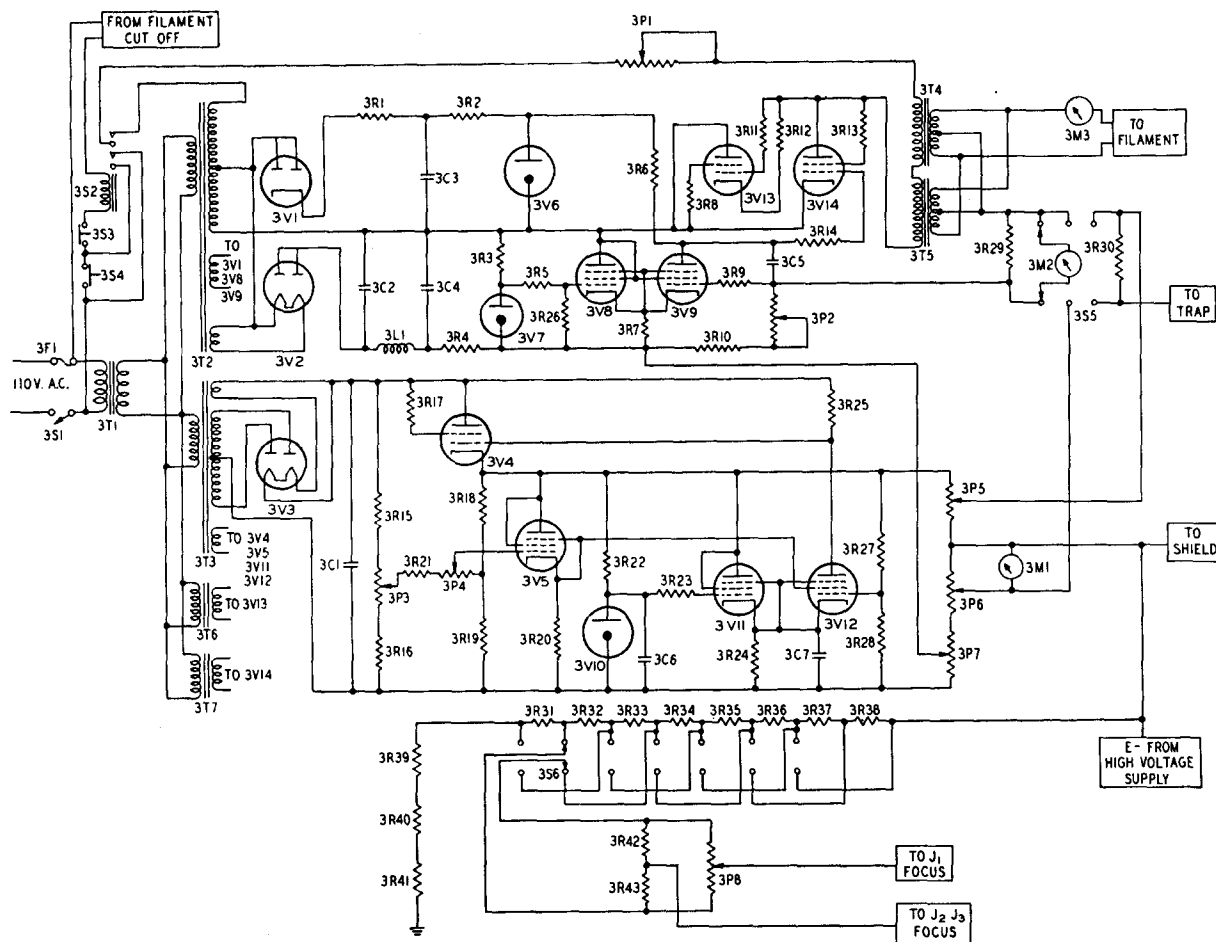 FROM FILAMENT
CUT OFF
3P1
3T4
3R1
3R2
3R11
3R12
3R13
3M3
TO
FILAMENT
3S2
3C3
3R6
3R8
3V13
3V14
3V1
3V6
3S3
3R14
3T5
TO
3V1
3V8
3V9
3R3
3R29
3M2
3R30
3S4
3C5
3C2
3C4
3R5
3R9
3R26
3V8
3V9
3P2
3S5
TO
TRAP
3F1
3V2
3L1
3R4
3V7
3R7
3R10
3T2
110 V. A.C.
3R17
3R25
3S1
3T1
3V4
3P5
3V3
3R18
3R15
TO 3V4
3V5
3V11
3V12
3T3
3C1
3R21
3P4
3V5
3R22
3R27
TO
SHIELD
3R23
3M1
3P3
3P6
TO 3V13
3T6
3V11
3V12
3R16
3R19
3R20
3V10
3C6
3R24
3C7
3R28
3P7
TO 3V14
3T7
3R31
3R32
3R33
3R34
3R35
3R36
3R37
3R38
3R39
3S6
E- FROM
HIGH VOLTAGE
SUPPLY
3R40
3R42
3R41
3R43
3P8
TO J1
FOCUS
TO J2 J3
FOCUS